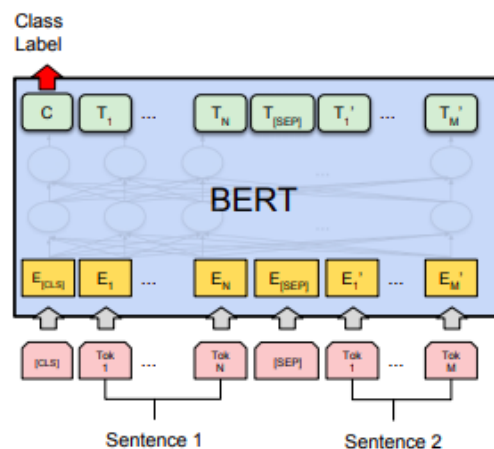 Class
Label
C T1 ... TN T[SEP] T1' ... TM'
...
BERT
...
E[CLS] E1 ... EN E[SEP] E1' ... EM'
[CLS] Tok 1 ... Tok N [SEP] Tok 1 ... Tok M
Sentence 1 Sentence 2